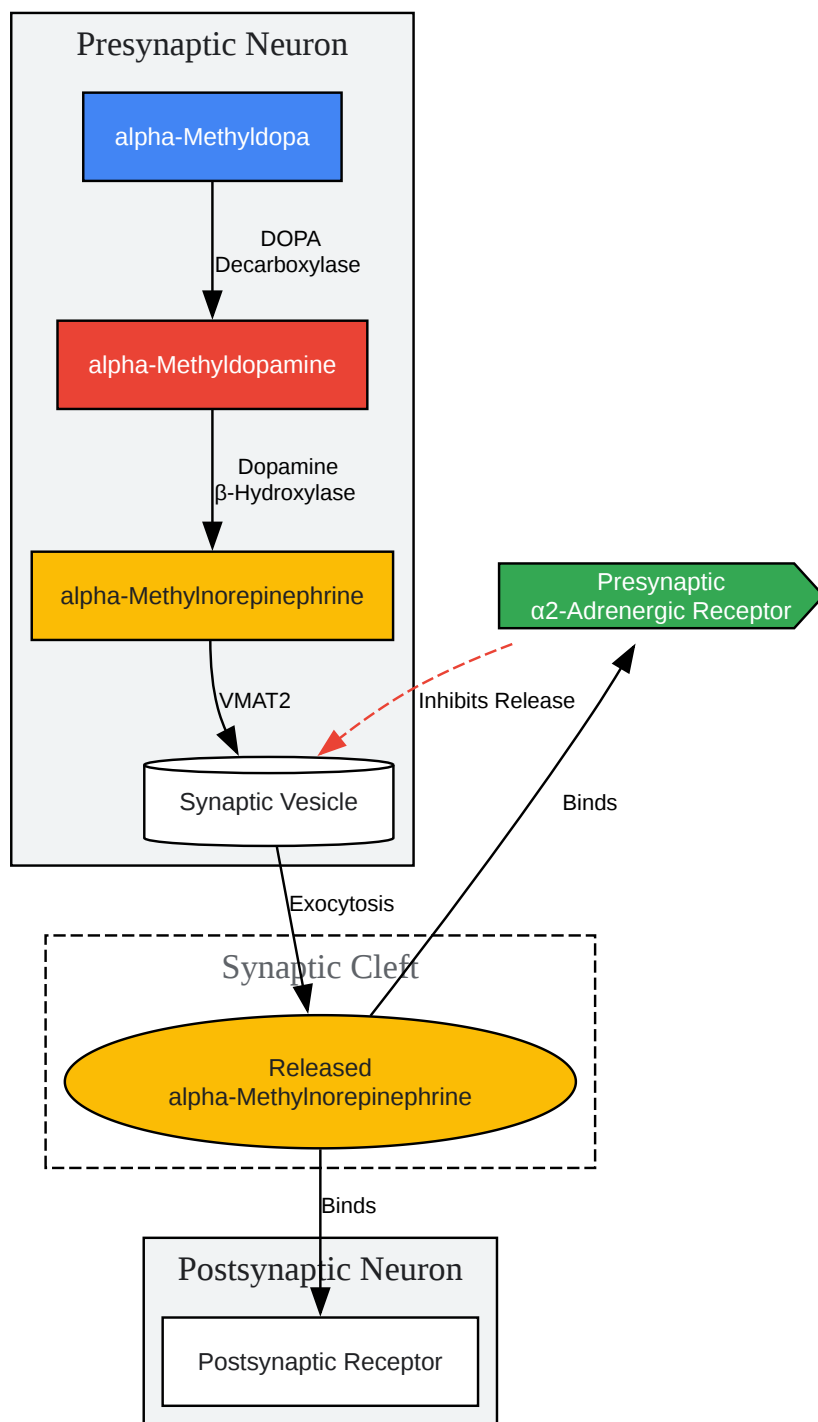 Presynaptic Neuron
alpha-Methyldopa
DOPA
Decarboxylase
alpha-Methyldopamine
Dopamine
β-Hydroxylase
alpha-Methylnorepinephrine
Presynaptic
α2-Adrenergic Receptor
VMAT2
Inhibits Release
Synaptic Vesicle
Binds
Exocytosis
Synaptic Cleft
Released
alpha-Methylnorepinephrine
Binds
Postsynaptic Neuron
Postsynaptic Receptor